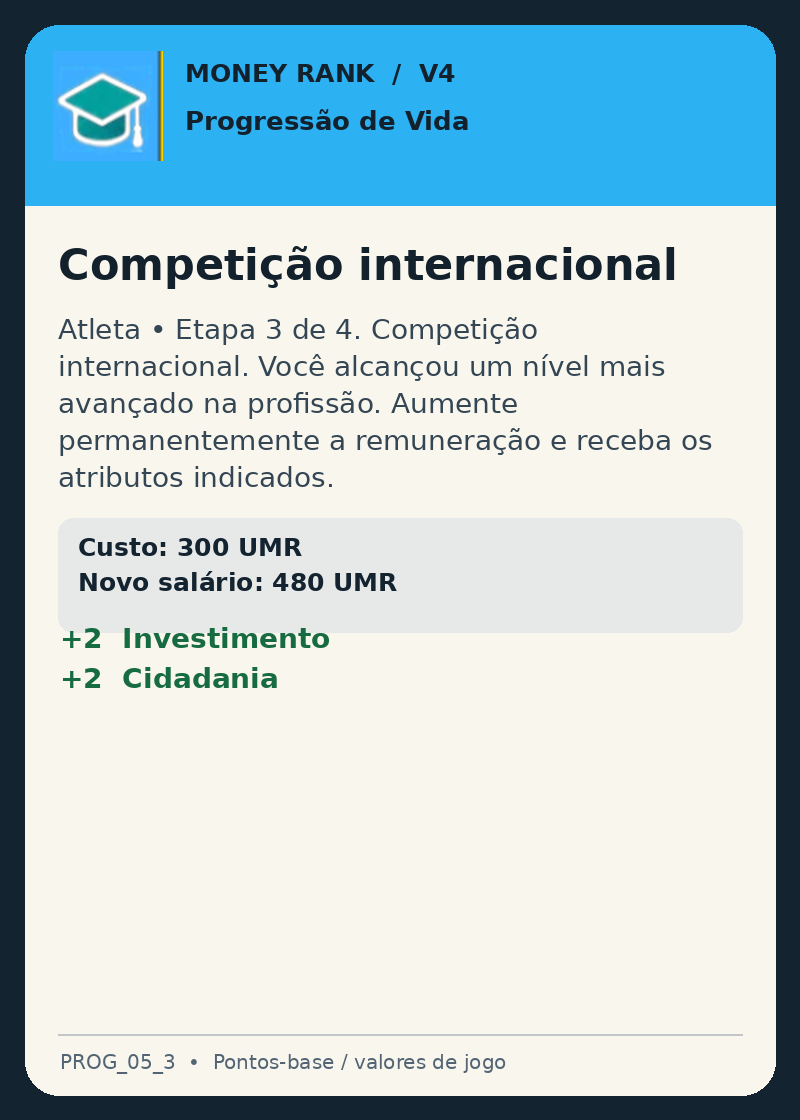 MONEY RANK / V4
Progressão de Vida
Competição internacional
Atleta • Etapa 3 de 4. Competição
internacional. Você alcançou um nível mais
avançado na profissão. Aumente
permanentemente a remuneração e receba os
atributos indicados.
Custo: 300 UMR
Novo salário: 480 UMR
+2 Investimento
+2 Cidadania
PROG_05_3 • Pontos-base / valores de jogo